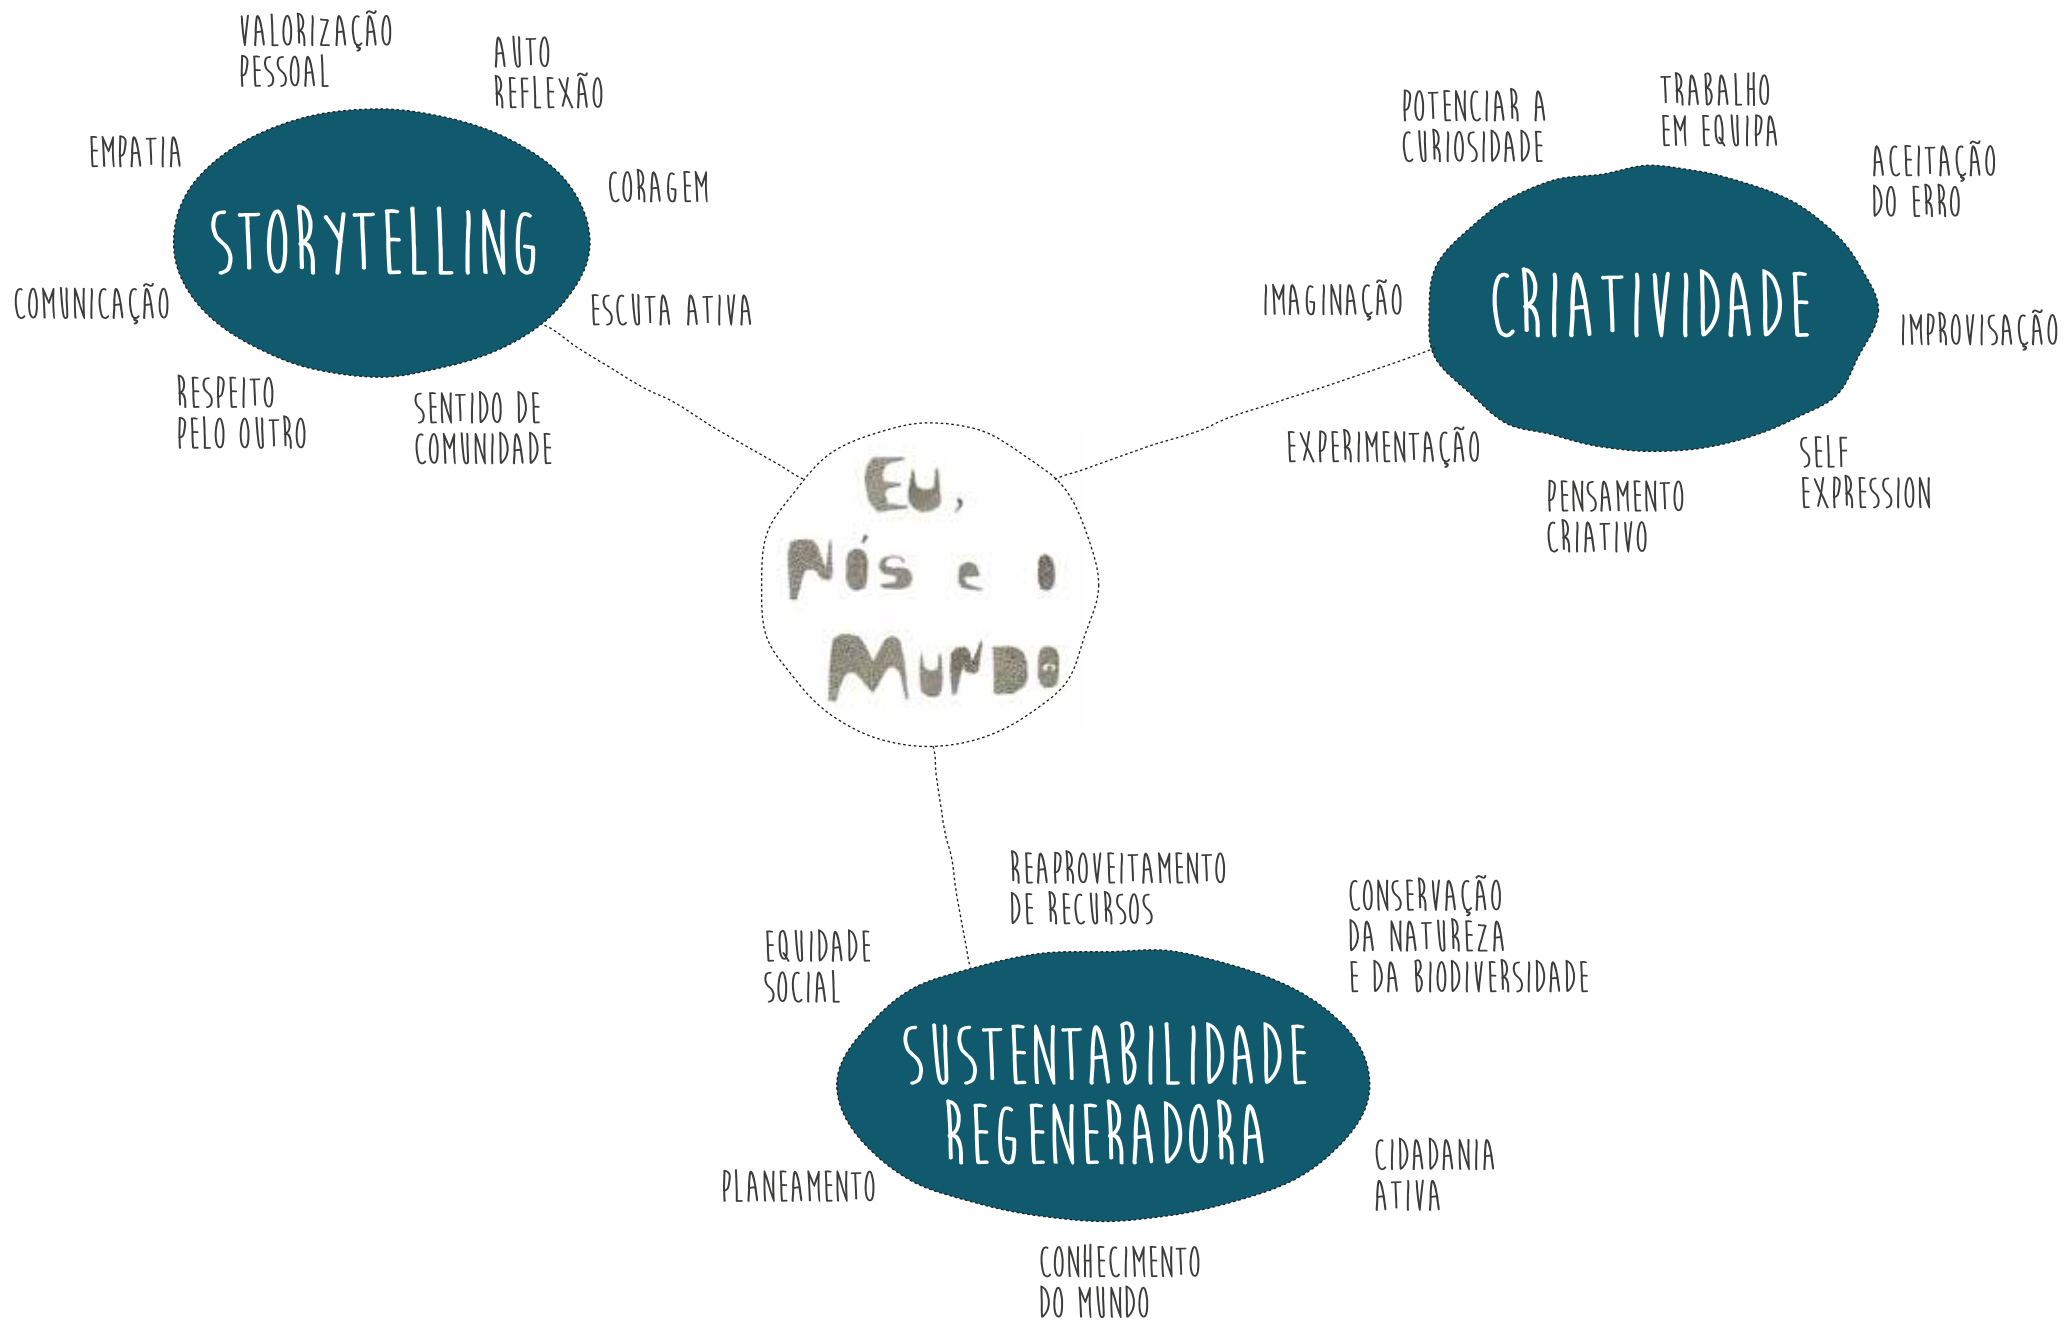 VALORIZAÇÃO
PESSOAL
AUTO
REFLEXÃO
EMPATIA
CORAGEM
STORYTELLING
COMUNICAÇÃO
ESCUTA ATIVA
RESPEITO
PELO OUTRO
SENTIDO DE
COMUNIDADE
POTENCIAR A
CURIOSIDADE
TRABALHO
EM EQUIPA
ACEITAÇÃO
DO ERRO
IMAGINAÇÃO
CRIATIVIDADE
IMPROVISAÇÃO
EXPERIMENTAÇÃO
SELF
EXPRESSION
PENSAMENTO
CRIATIVO
EU,
NÓS e O
MUNDO
REAPROVEITAMENTO
DE RECURSOS
CONSERVAÇÃO
DA NATUREZA
E DA BIODIVERSIDADE
EQUIDADE
SOCIAL
SUSTENTABILIDADE
REGENERADORA
PLANEAMENTO
CIDADANIA
ATIVA
CONHECIMENTO
DO MUNDO